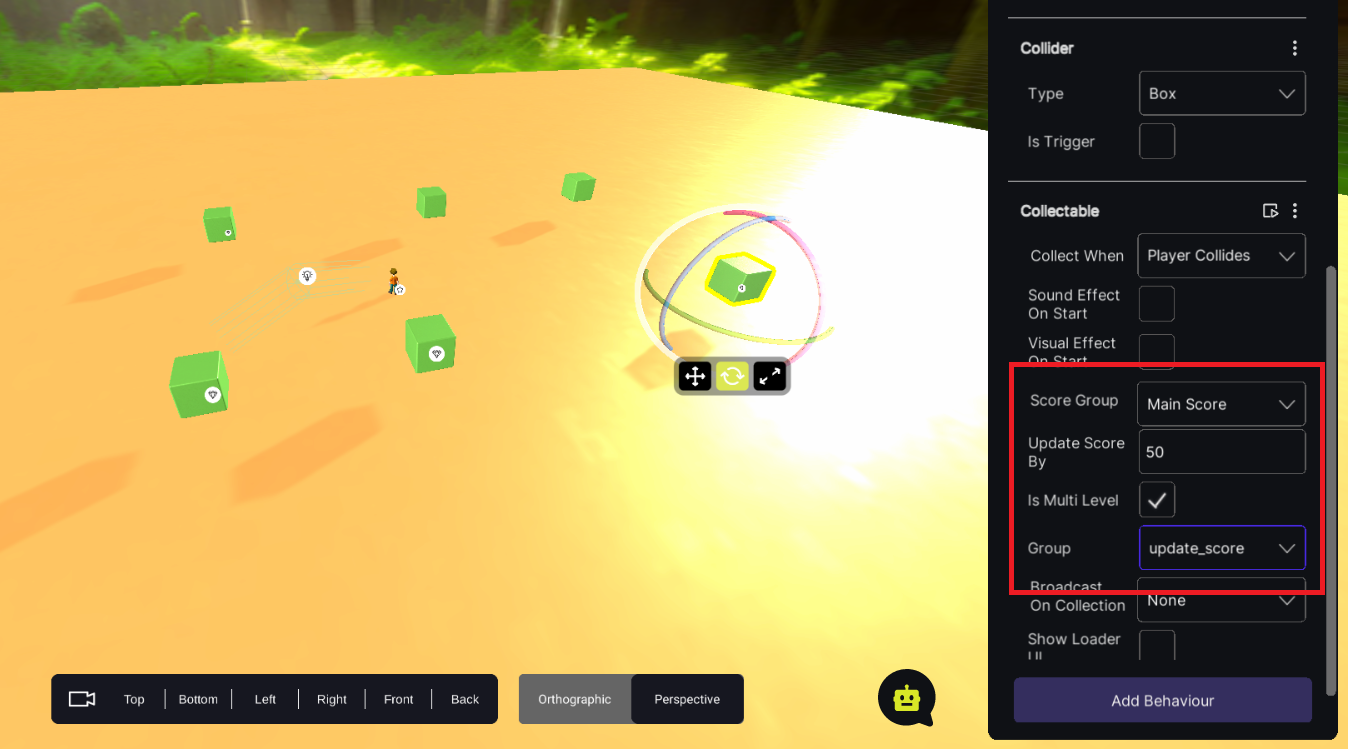 Collider
Type
Box
Is Trigger
Collectable
Collect When
Player Collides
Sound Effect
On Start
Visual Effect
On Start
Score Group
Main Score
Update Score
By
50
Is Multi Level
Group
update_score
Broadcast
On Collection
None
Show Loader
UI
Add Behaviour
Top
Bottom
Left
Right
Front
Back
Orthographic
Perspective